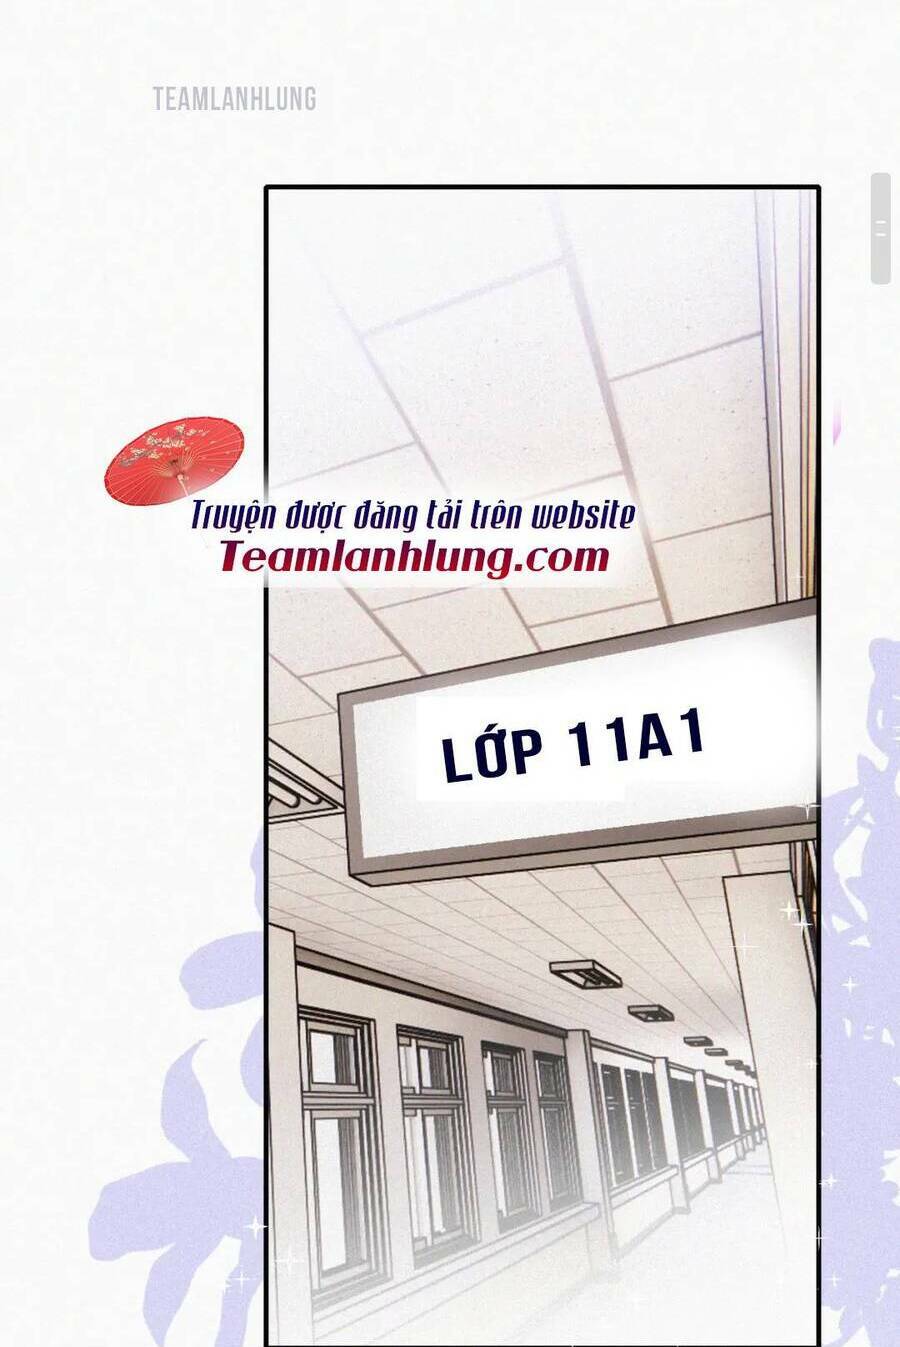 TEAMLANHLUNG
Truyện được đăng tải trên website
Teamlanhlung.com
LỚP 11A1